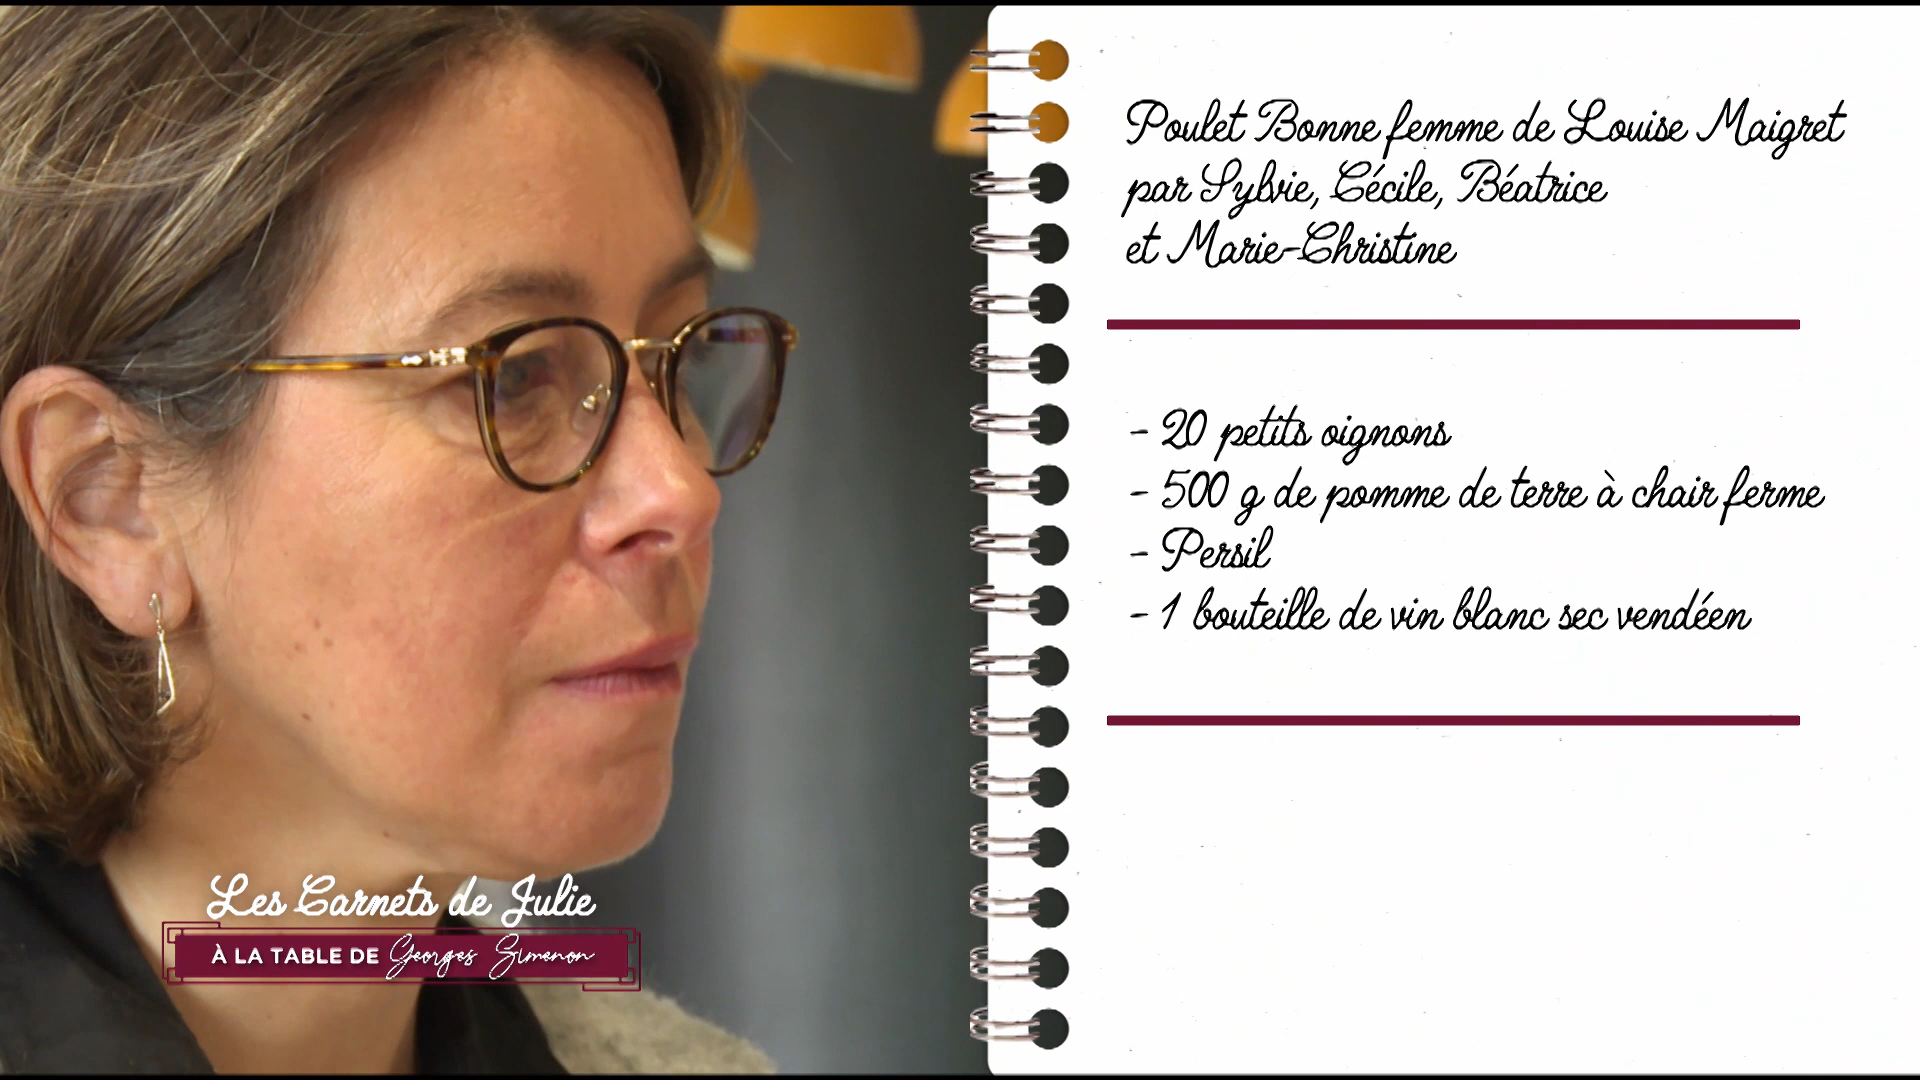 Poulet Bonne femme de Louise Maigret
par Sylvie, Cécile, Béatrice
et Marie-Christine
- 20 petits oignons
- 500 g de pomme de terre à chair ferme
- Persil
- 1 bouteille de vin blanc sec vendéen
Les Carnets de Julie
À LA TABLE DE Georges Simenon